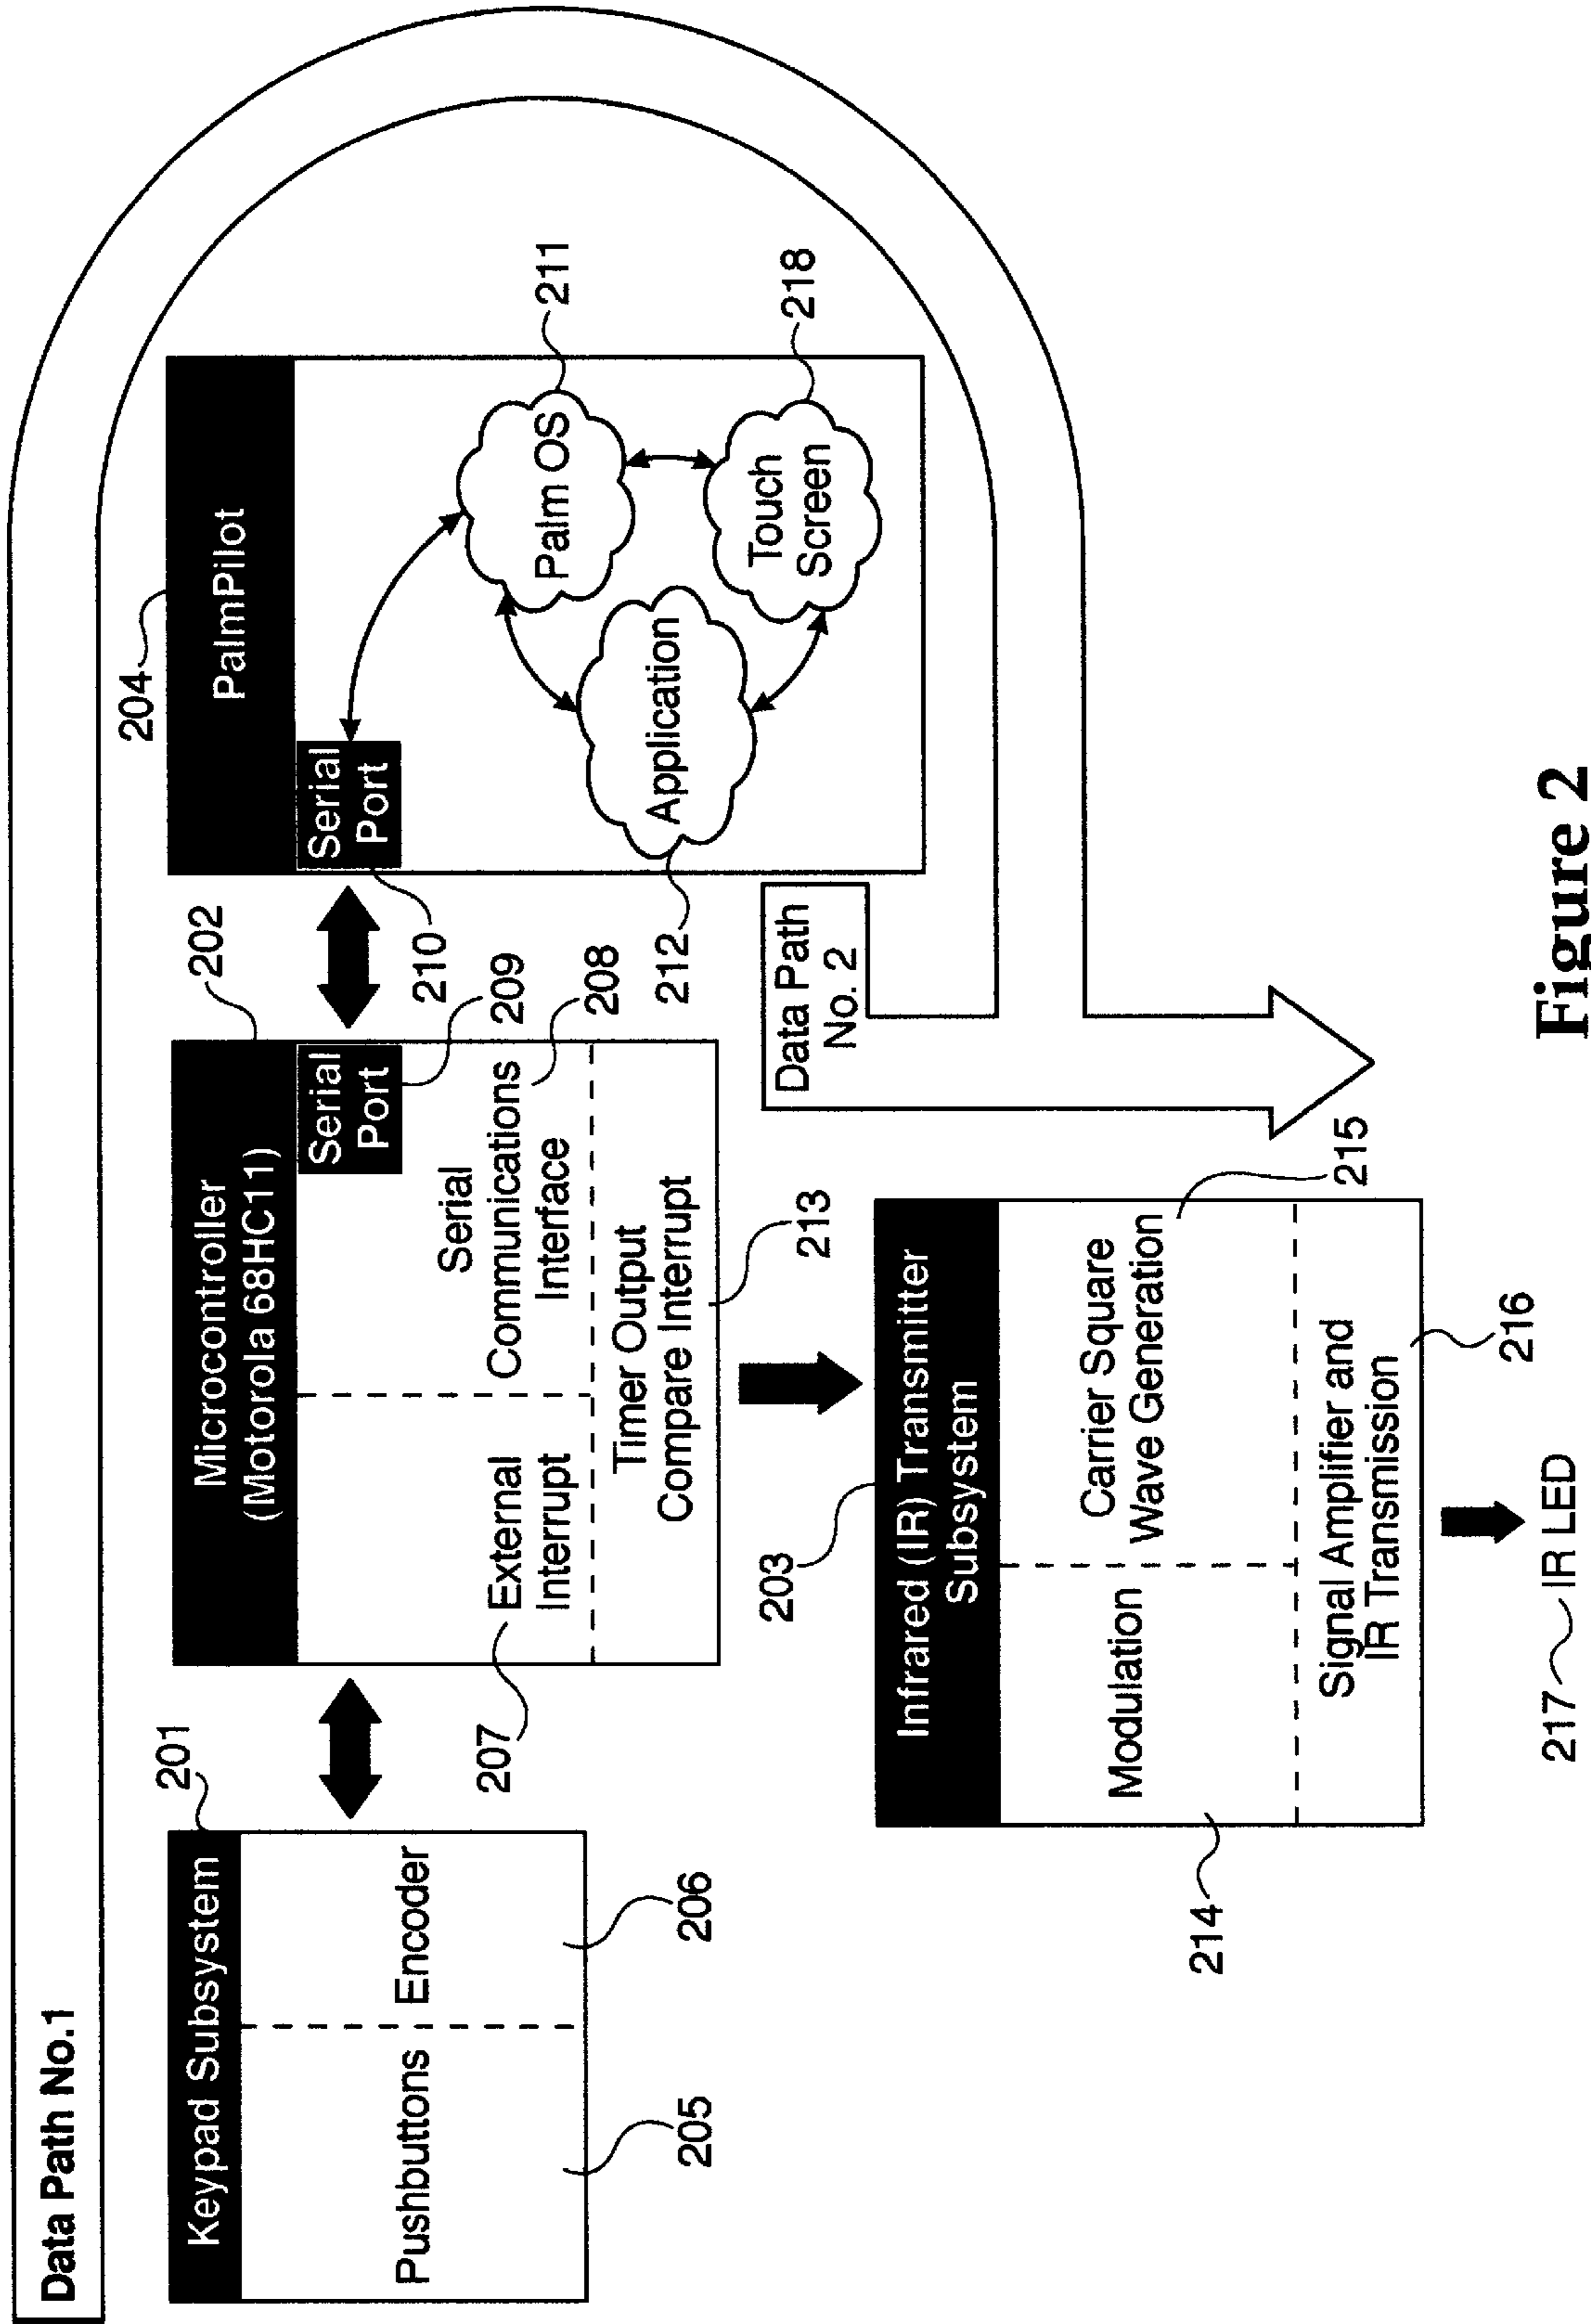 Data Path No.1
Keypad Subsystem
201
Pushbuttons
Encoder
205
206
Microcontroller
(Motorola 68HC11)
202
Serial
Port
209
External
Interrupt
207
Serial
Communications
Interface
208
Timer Output
Compare Interrupt
213
PalmPilot
204
Serial
Port
210
Palm OS
211
Application
212
Touch
Screen
218
Data Path
No. 2
Infrared (IR) Transmitter
Subsystem
203
Modulation
214
Carrier Square
Wave Generation
215
Signal Amplifier and
IR Transmission
216
217
IR LED
Figure 2